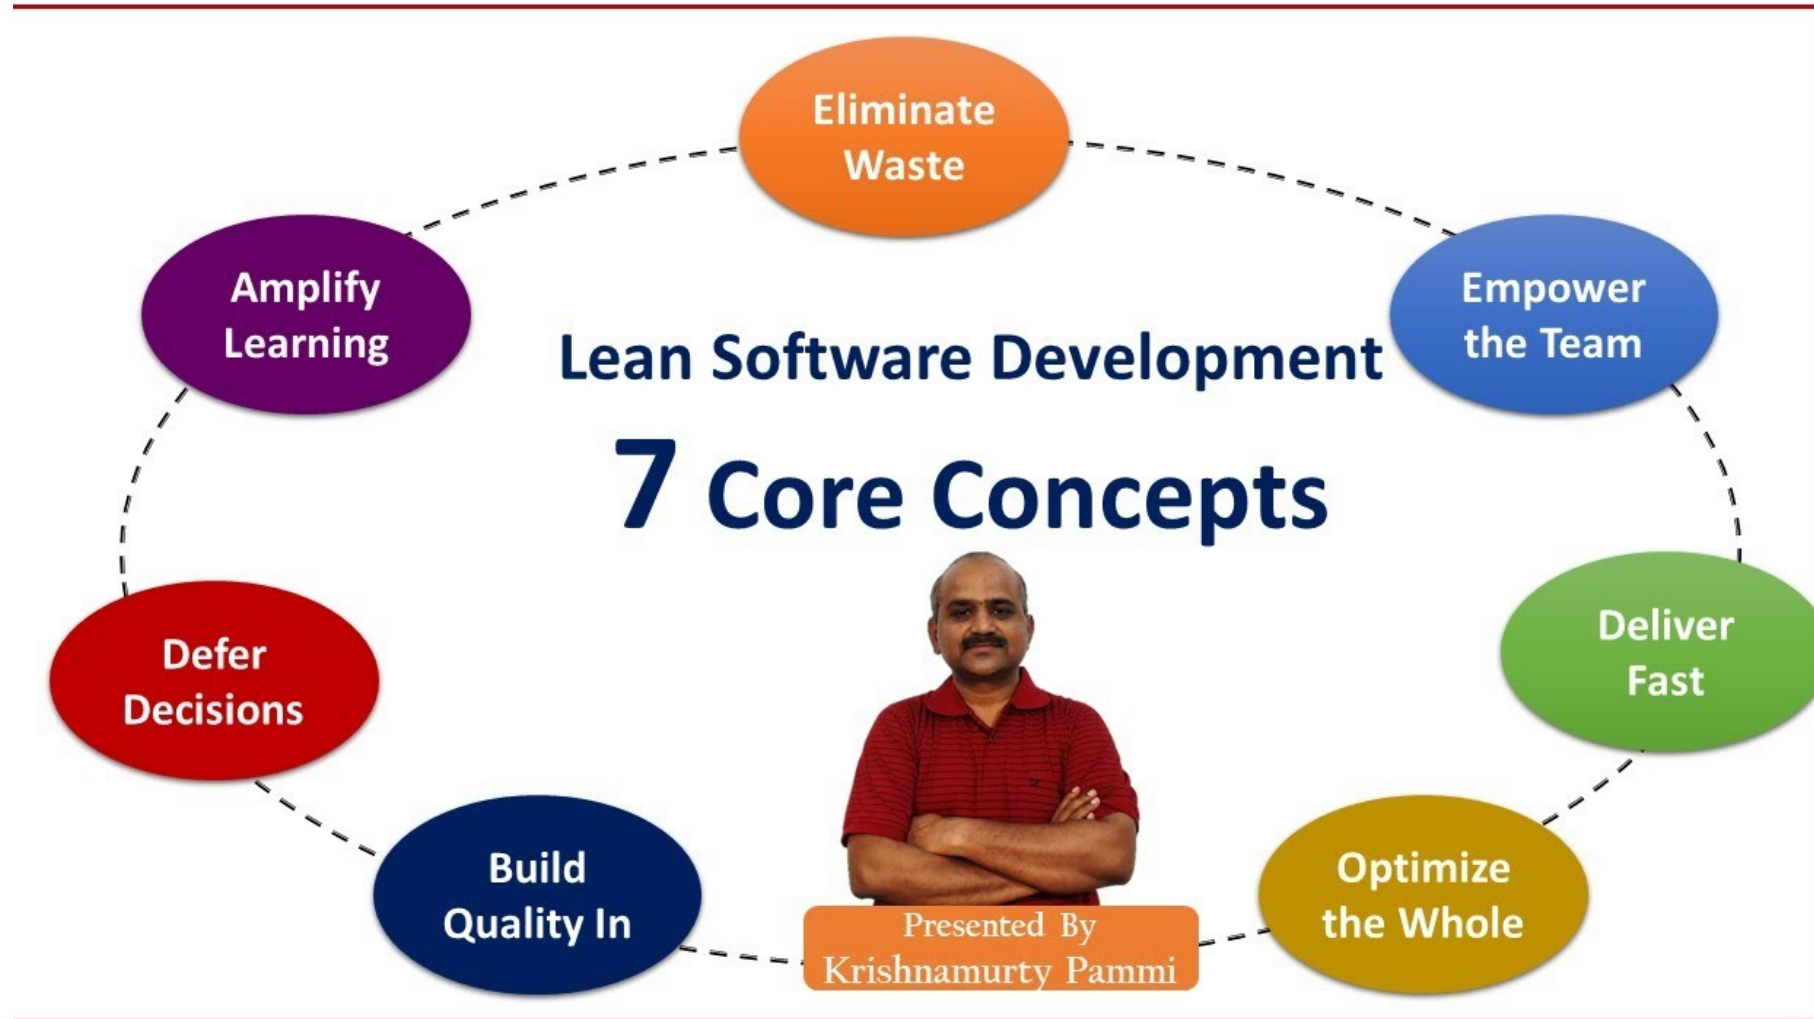 Eliminate
Waste
Amplify
Learning
Empower
the Team
Lean Software Development
7 Core Concepts
Defer
Decisions
Deliver
Fast
Build
Quality In
Optimize
the Whole
Presented By
Krishnamurty Pammi